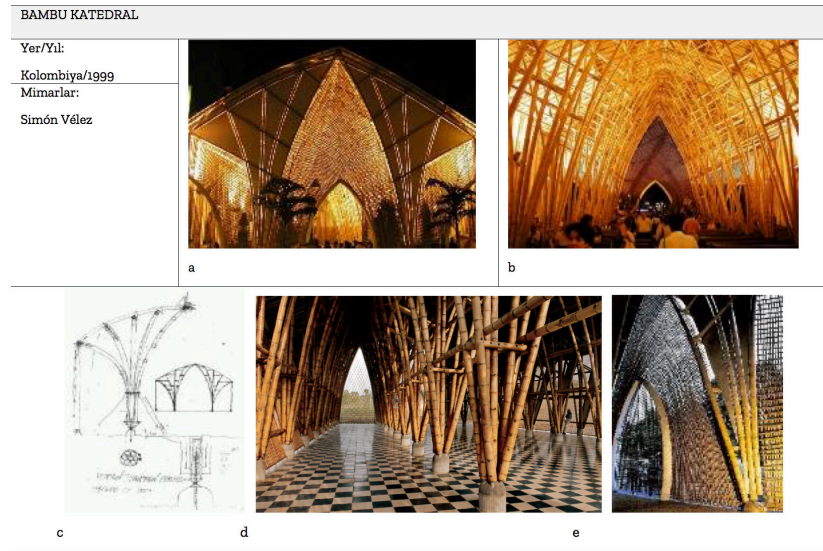 BAMBU KATEDRAL
Yer/Yıl:
Kolombiya/1999
Mimarlar:
Simón Vélez
a
b
c
d
e